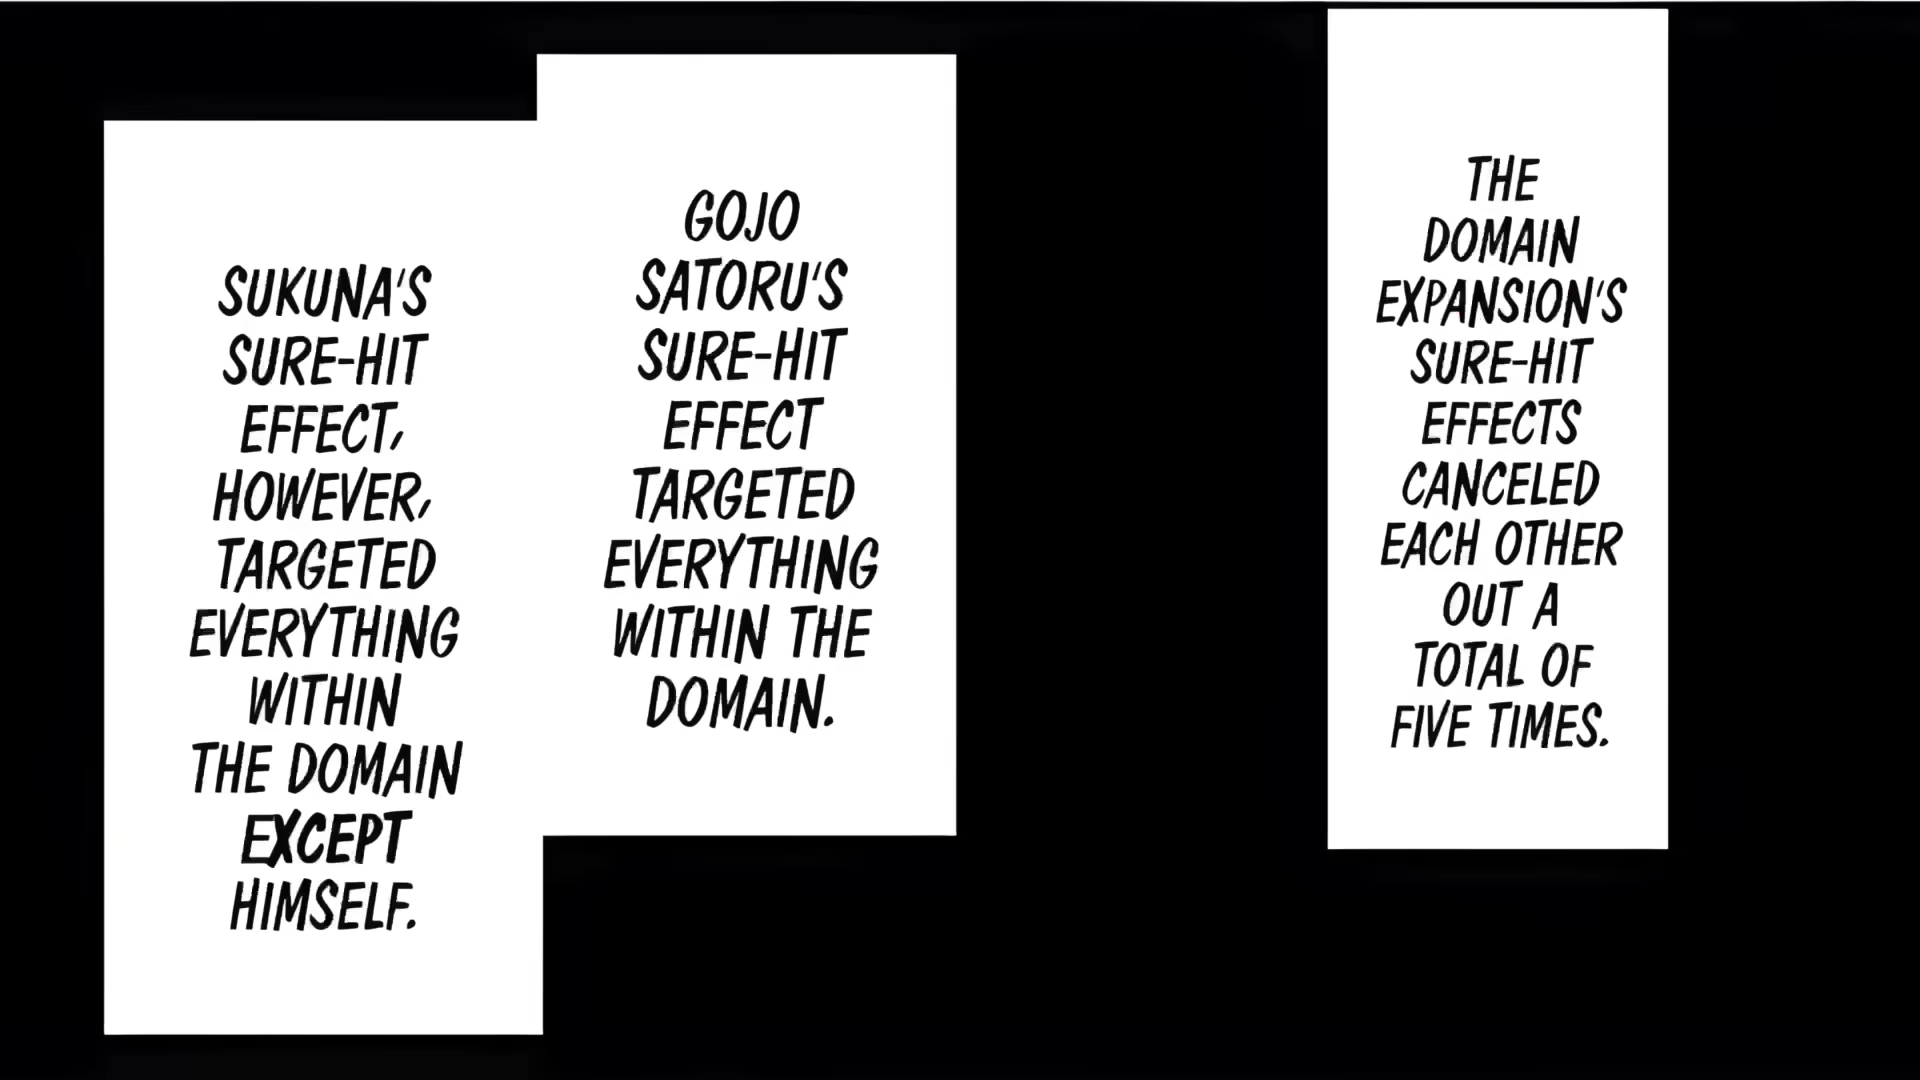 THE
DOMAIN
EXPANSION'S
SURE-HIT
EFFECTS
CANCELED
EACH OTHER
OUT A
TOTAL OF
FIVE TIMES.
GOJO
SATORU'S
SURE-HIT
EFFECT
TARGETED
EVERYTHING
WITHIN THE
DOMAIN.
SUKUNA'S
SURE-HIT
EFFECT,
HOWEVER,
TARGETED
EVERYTHING
WITHIN
THE DOMAIN
EXCEPT
HIMSELF.